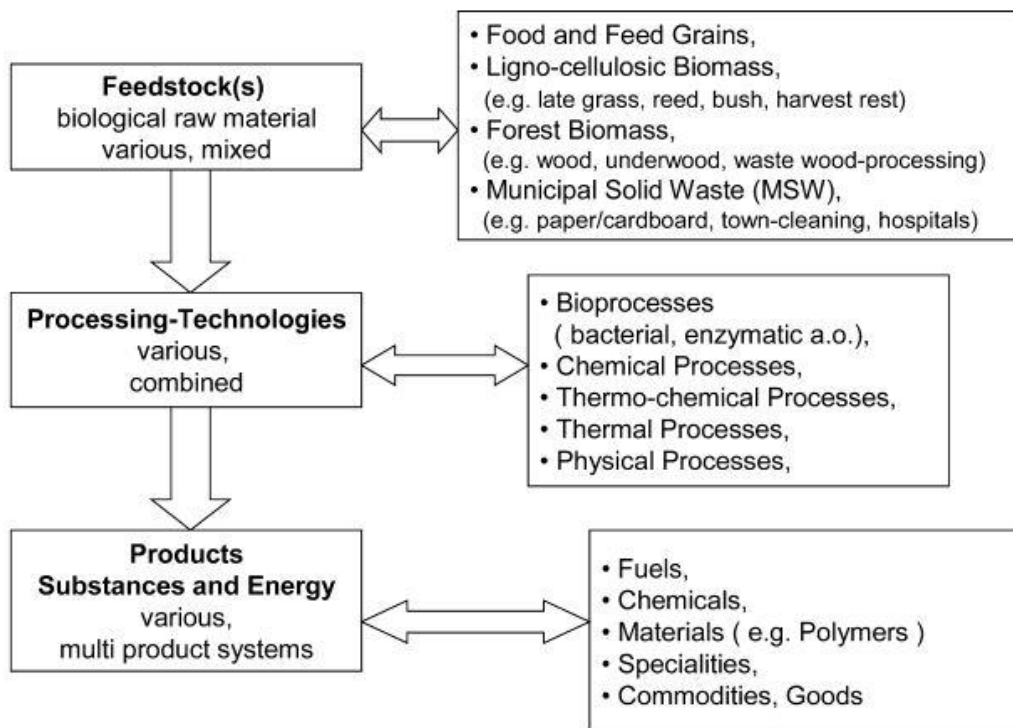 Feedstock(s)
biological raw material
various, mixed
• Food and Feed Grains,
• Ligno-cellulosic Biomass,
(e.g. late grass, reed, bush, harvest rest)
• Forest Biomass,
(e.g. wood, underwood, waste wood-processing)
• Municipal Solid Waste (MSW),
(e.g. paper/cardboard, town-cleaning, hospitals)
Processing-Technologies
various,
combined
• Bioprocesses
( bacterial, enzymatic a.o.),
• Chemical Processes,
• Thermo-chemical Processes,
• Thermal Processes,
• Physical Processes,
Products
Substances and Energy
various,
multi product systems
• Fuels,
• Chemicals,
• Materials ( e.g. Polymers )
• Specialities,
• Commodities, Goods